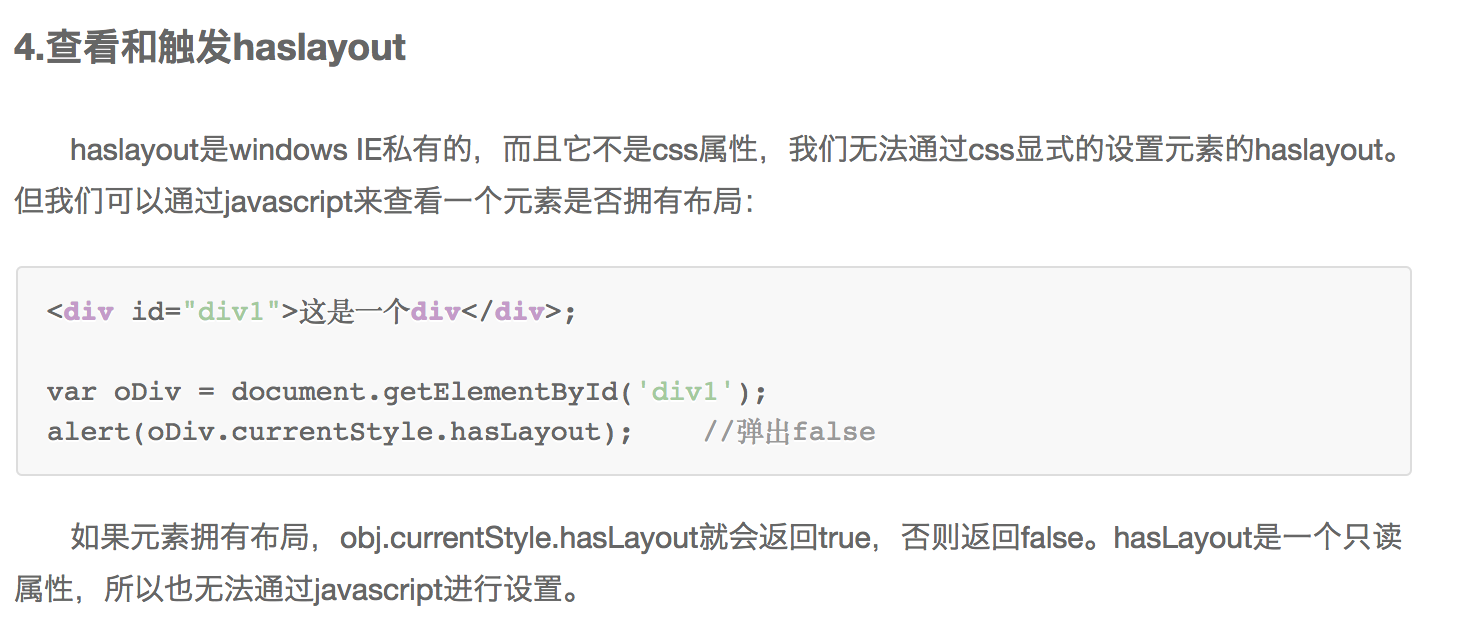 4.查看和触发haslayout
haslayout是windows IE私有的，而且它不是css属性，我们无法通过css显式的设置元素的haslayout。
但我们可以通过javascript来查看一个元素是否拥有布局：
<div id="div1">这是一个div</div>;
var oDiv = document.getElementById('div1');
alert(oDiv.currentStyle.hasLayout);    //弹出false
如果元素拥有布局，obj.currentStyle.hasLayout就会返回true，否则返回false。hasLayout是一个只读
属性，所以也无法通过javascript进行设置。